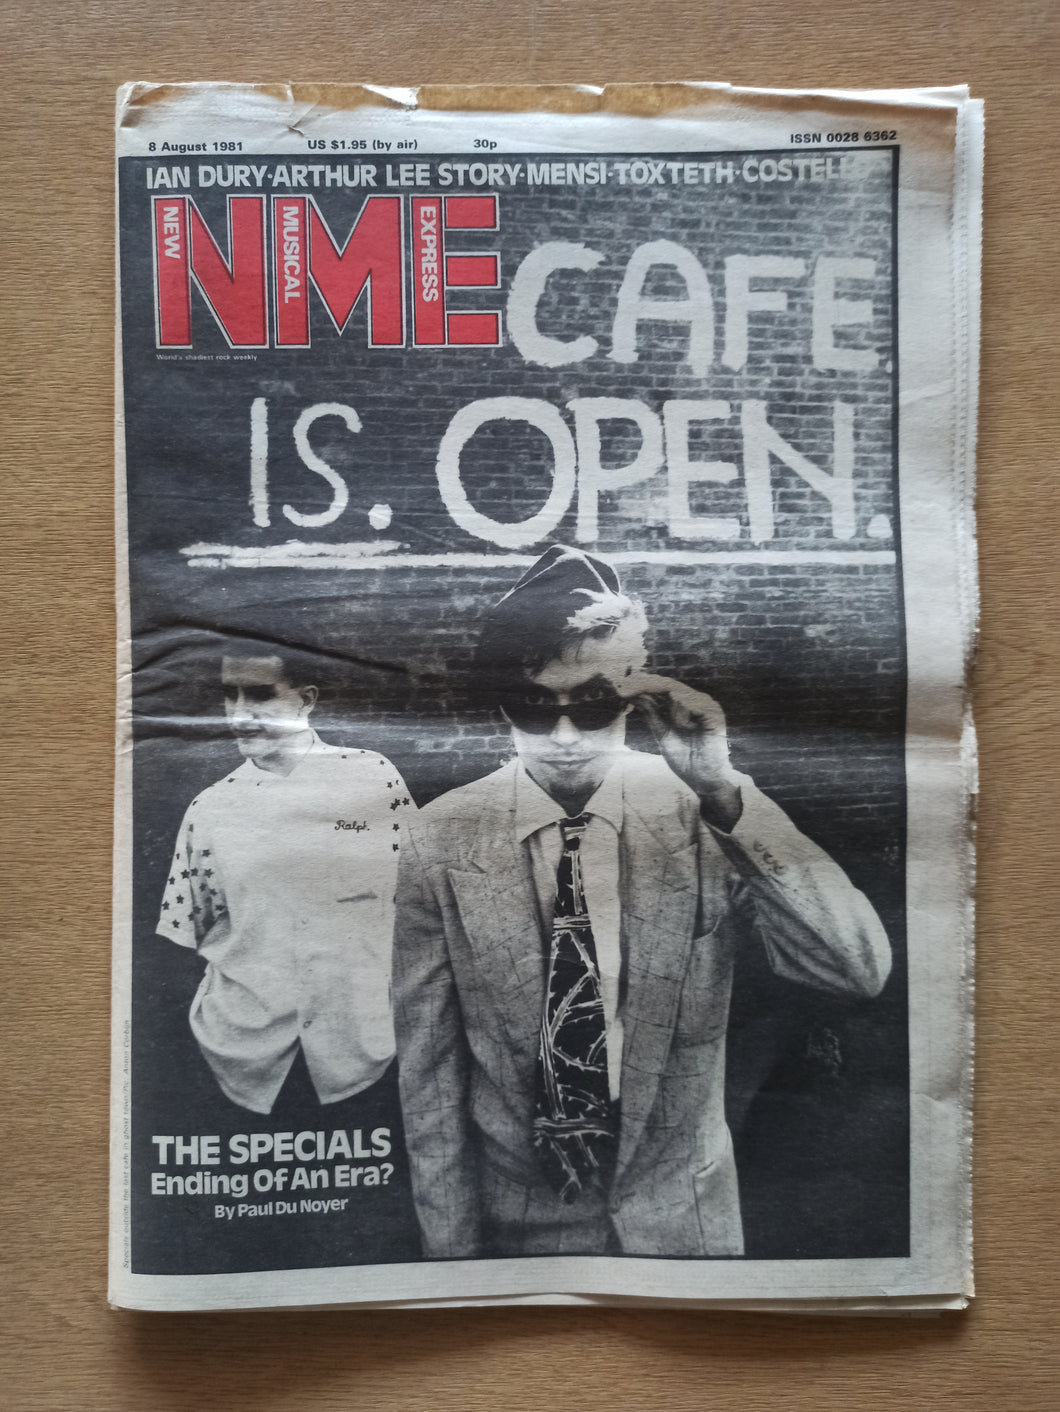 8 August 1981 US $1.95 (by air) 30p ISSN 0028 6362
IAN DURY·ARTHUR LEE STORY·MENSI·TOXTETH·COSTELLO
NME
NEW MUSICAL EXPRESS
World's shadiest rock weekly
CAFE.
IS. OPEN.
Ralph.
THE SPECIALS
Ending Of An Era?
By Paul Du Noyer